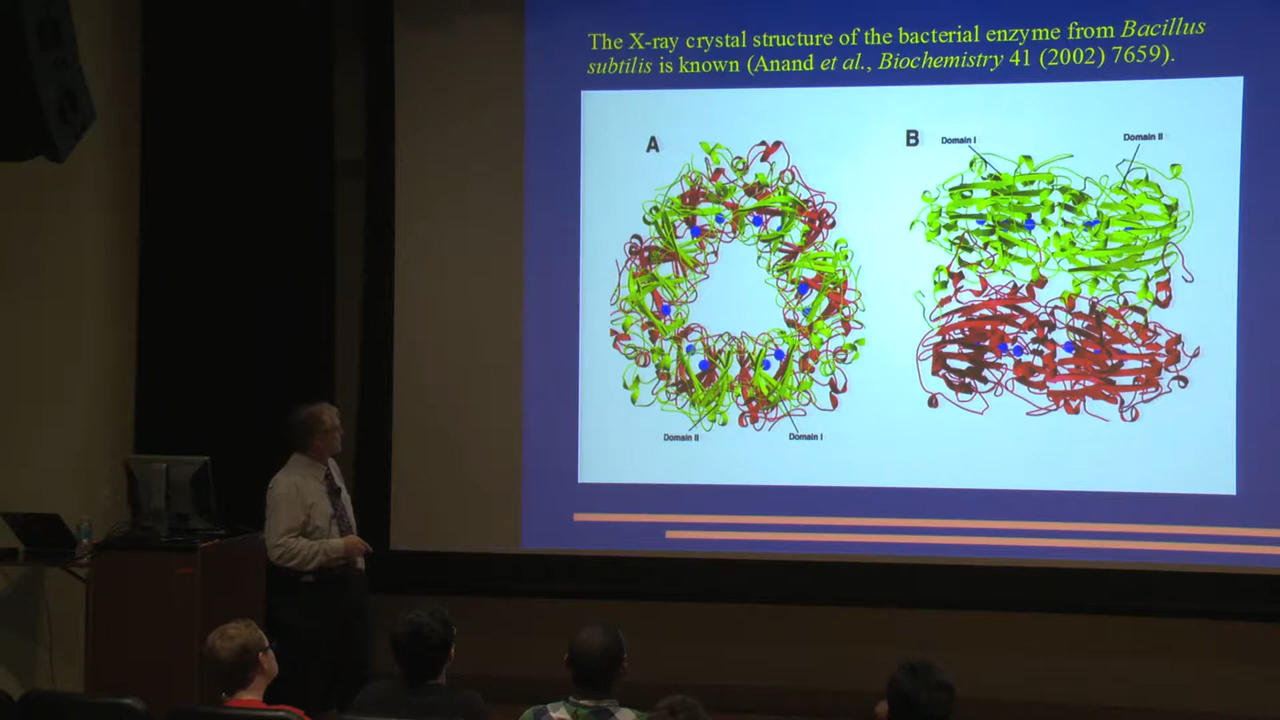 The X-ray crystal structure of the bacterial enzyme from Bacillus
subtilis is known (Anand et al., Biochemistry 41 (2002) 7659).
A
B
Domain I
Domain II
Domain II
Domain I